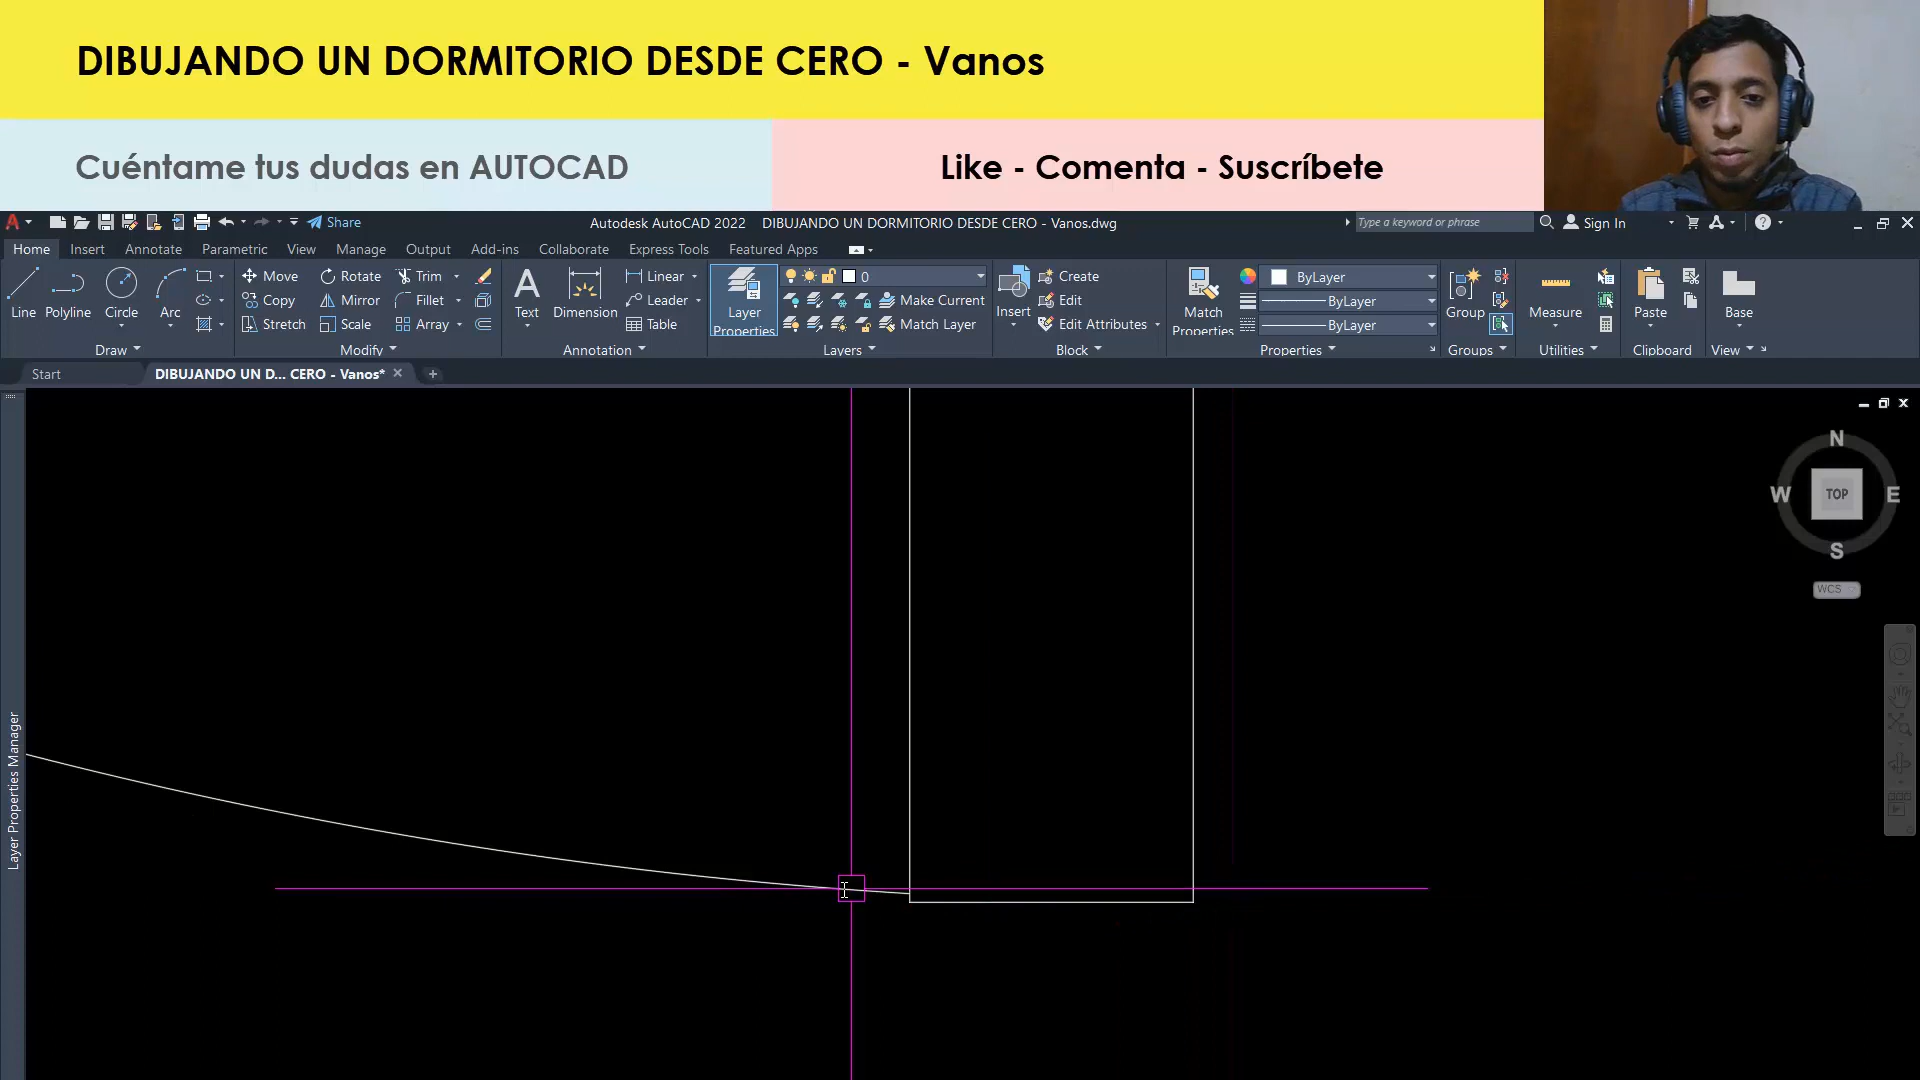 DIBUJANDO UN DORMITORIO DESDE CERO - Vanos
Cuéntame tus dudas en AUTOCAD
Like - Comenta - Suscríbete
Share
Autodesk AutoCAD 2022 DIBUJANDO UN DORMITORIO DESDE CERO - Vanos.dwg
Type a keyword or phrase
Sign In
Home Insert Annotate Parametric View Manage Output Add-ins Collaborate Express Tools Featured Apps
Line Polyline Circle Arc
Move Rotate Trim
Copy Mirror Fillet
Stretch Scale Array
Text Dimension
Linear
Leader
Table
Layer Properties
0
Make Current
Match Layer
Insert
Create
Edit
Edit Attributes
Match Properties
ByLayer
ByLayer
ByLayer
Group
Measure
Paste
Base
Draw Modify Annotation Layers Block Properties Groups Utilities Clipboard View
Start
DIBUJANDO UN D... CERO - Vanos*
Layer Properties Manager
N
W TOP E
S
WCS